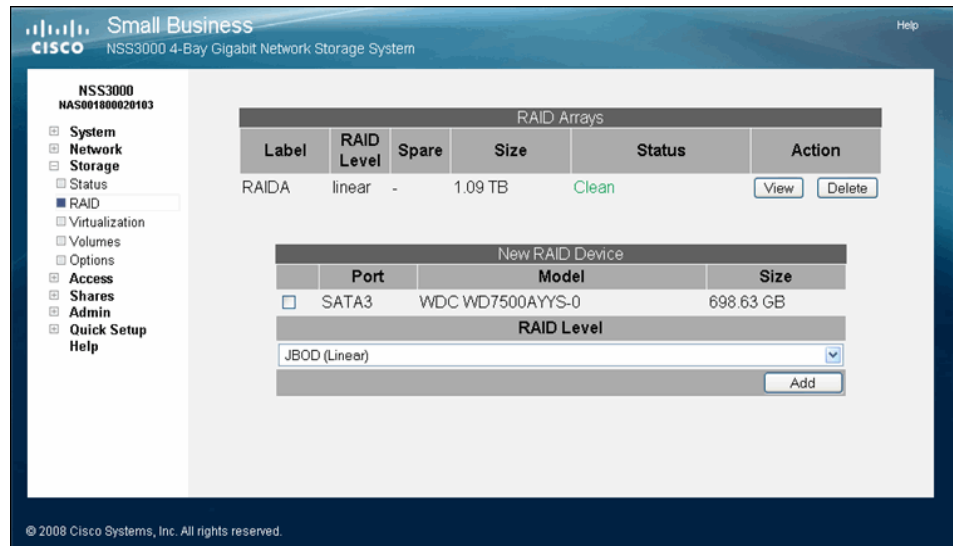 Small Business
CISCO NSS3000 4-Bay Gigabit Network Storage System
Help
NSS3000
NAS001800020103
System
Network
Storage
Status
RAID
Virtualization
Volumes
Options
Access
Shares
Admin
Quick Setup
Help
RAID Arrays
Label RAID Level Spare Size Status Action
RAIDA linear - 1.09 TB Clean View Delete
New RAID Device
Port Model Size
SATA3 WDC WD7500AYYS-0 698.63 GB
RAID Level
JBOD (Linear)
Add
© 2008 Cisco Systems, Inc. All rights reserved.